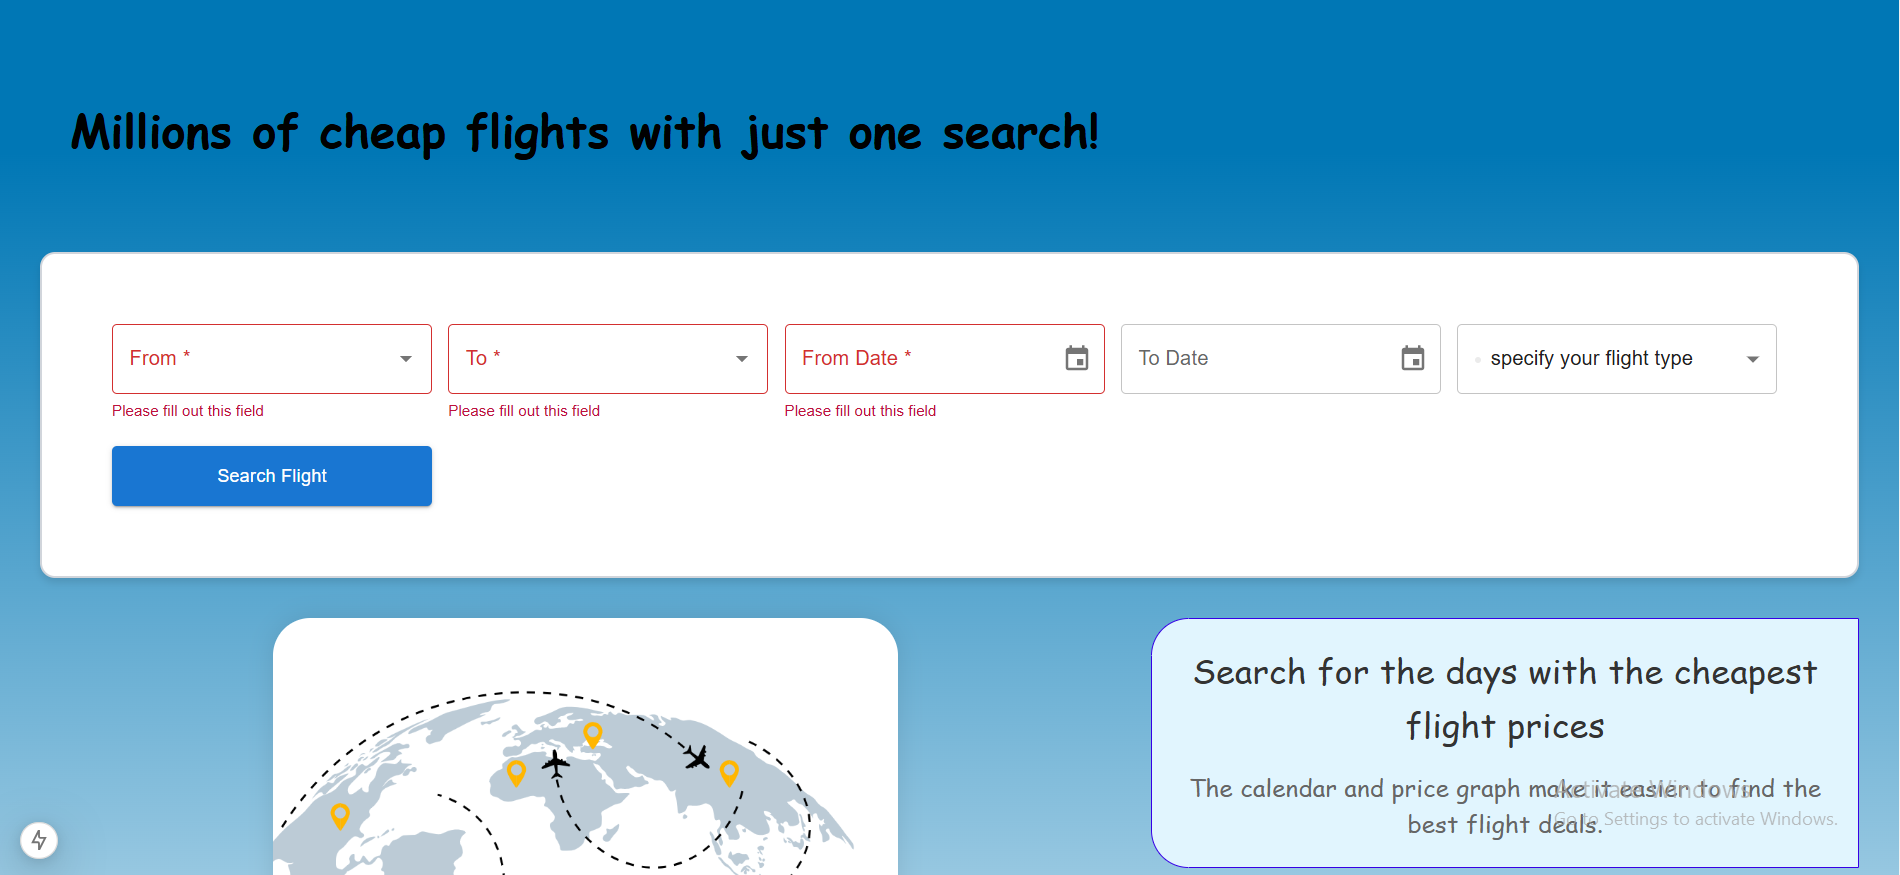 Millions of cheap flights with just one search!
From *
To *
From Date *
To Date
specify your flight type
Please fill out this field
Please fill out this field
Please fill out this field
Search Flight
Search for the days with the cheapest
flight prices
The calendar and price graph make it easier to find the
best flight deals.
Activate Windows
Go to Settings to activate Windows.